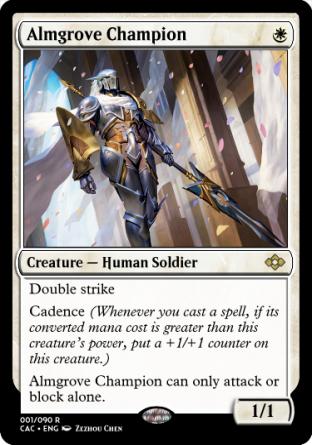 Almgrove Champion
Creature — Human Soldier
Double strike
Cadence (Whenever you cast a spell, if its
converted mana cost is greater than this
creature's power, put a +1/+1 counter on
this creature.)
Almgrove Champion can only attack or
block alone.
1/1
001/090 R
CAC • ENG Zezhou Chen